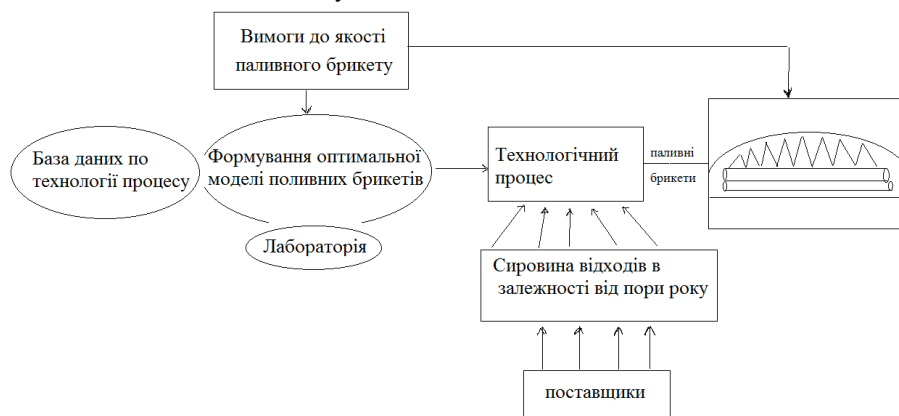 у
Вимоги до якості
паливного брикету
База даних по
технології процесу
Формування оптимальної
моделі поливних брикетів
Лабораторія
Технологічний
процес
паливні
брикети
Сировина відходів в
залежності від пори року
поставщики